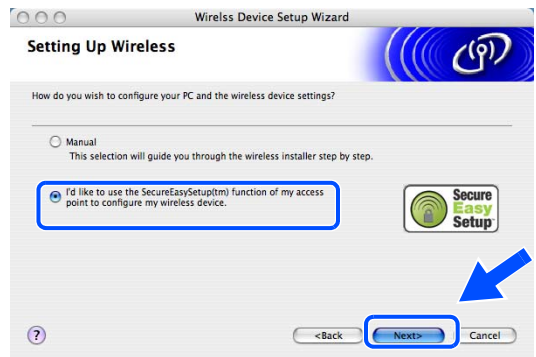 Wirelss Device Setup Wizard
Setting Up Wireless
How do you wish to configure your PC and the wireless device settings?
Manual
This selection will guide you through the wireless installer step by step.
I'd like to use the SecureEasySetup(tm) function of my access
point to configure my wireless device.
Secure
Easy
Setup
?
<Back
Next>
Cancel